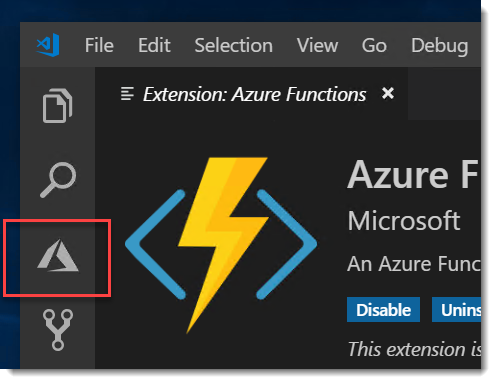 File Edit Selection View Go Debug
Extension: Azure Functions
Azure F
Microsoft
An Azure Func
Disable Unins
This extension is